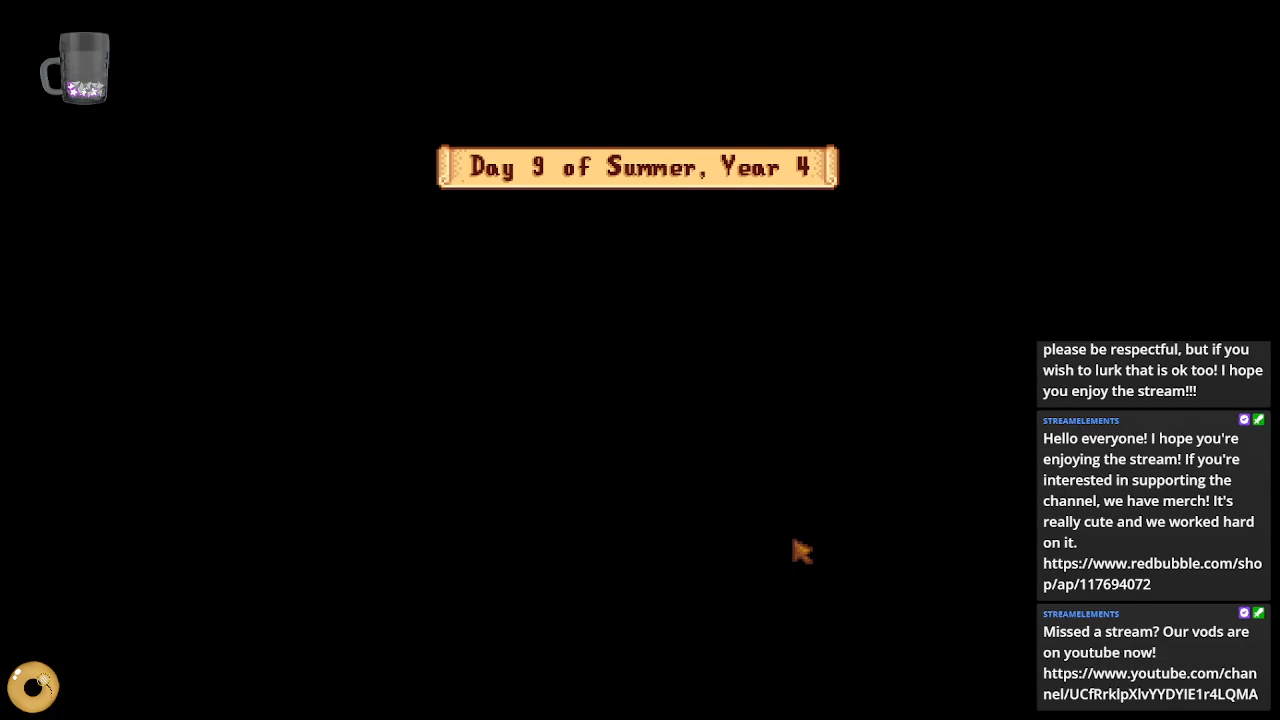 Day 9 of Summer, Year 4
please be respectful, but if you
wish to lurk that is ok too! I hope
you enjoy the stream!!!
STREAMELEMENTS
Hello everyone! I hope you're
enjoying the stream! If you're
interested in supporting the
channel, we have merch! It's
really cute and we worked hard
on it.
https://www.redbubble.com/sho
p/ap/117694072
STREAMELEMENTS
Missed a stream? Our vods are
on youtube now!
https://www.youtube.com/chan
nel/UCfRrklpXlvYYDYIE1r4LQMA